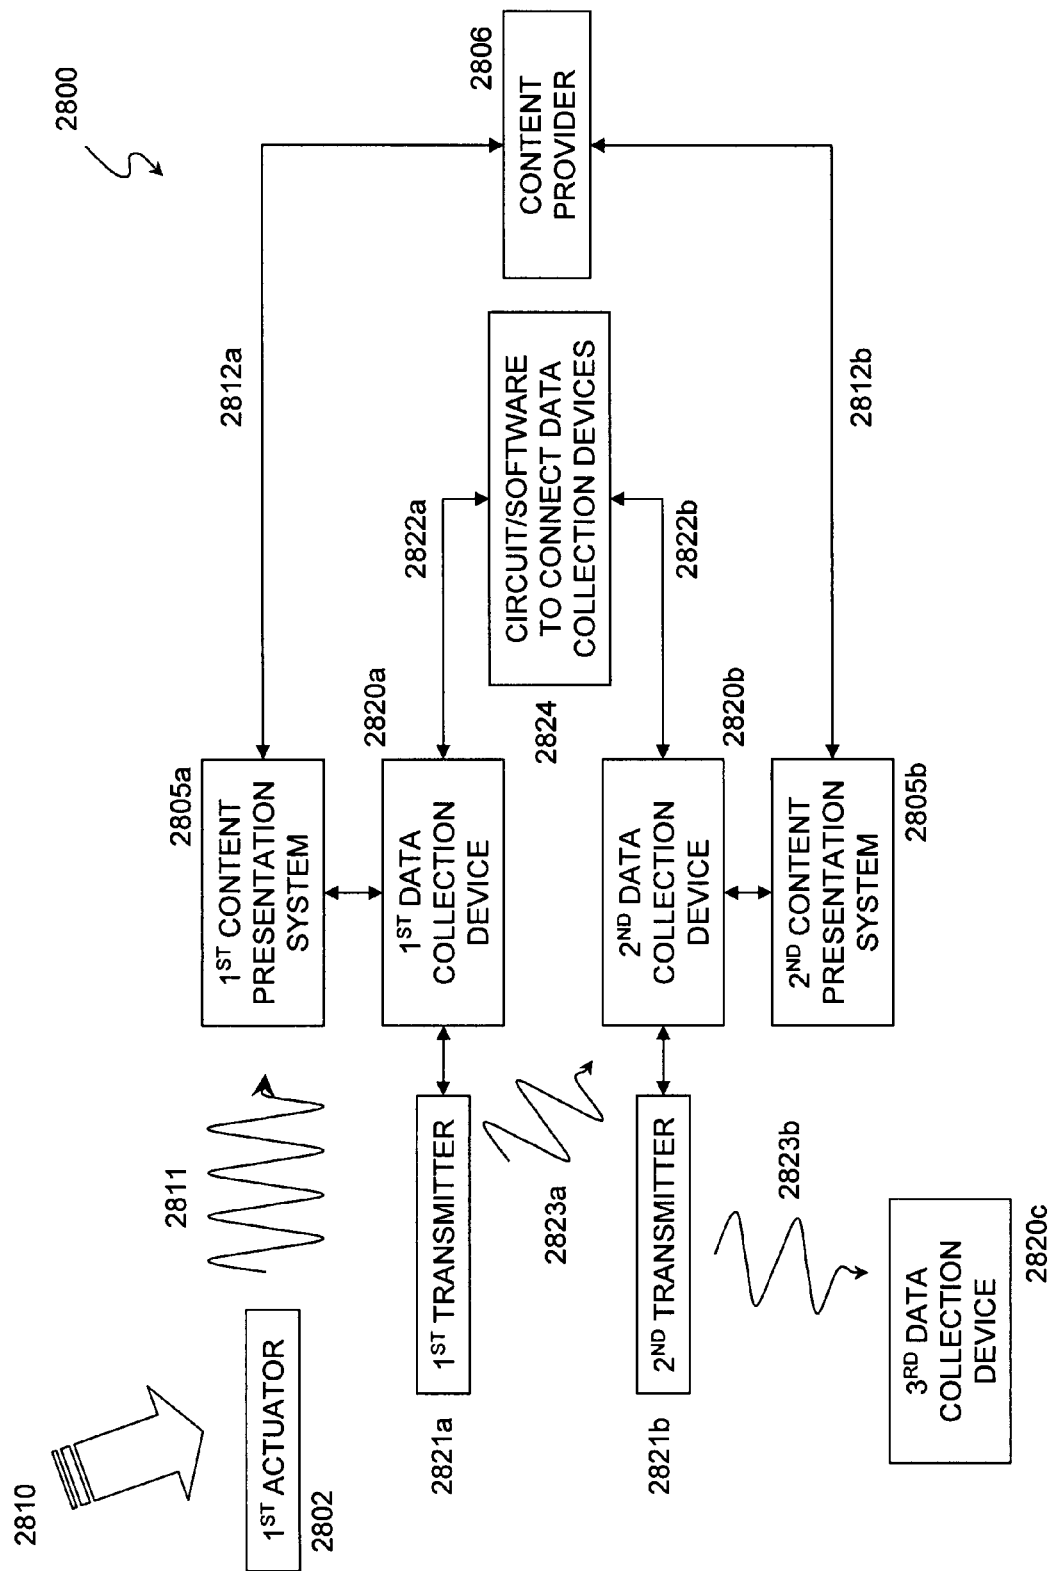 2800
2810
1ST ACTUATOR
2802
2811
2805a
1ST CONTENT
PRESENTATION
SYSTEM
2812a
CONTENT
PROVIDER
2806
2821a
1ST TRANSMITTER
2823a
1ST DATA
COLLECTION
DEVICE
2820a
2822a
CIRCUIT/SOFTWARE
TO CONNECT DATA
COLLECTION DEVICES
2824
2822b
2821b
2ND TRANSMITTER
2823b
2ND DATA
COLLECTION
DEVICE
2820b
2ND CONTENT
PRESENTATION
SYSTEM
2805b
2812b
3RD DATA
COLLECTION
DEVICE
2820c